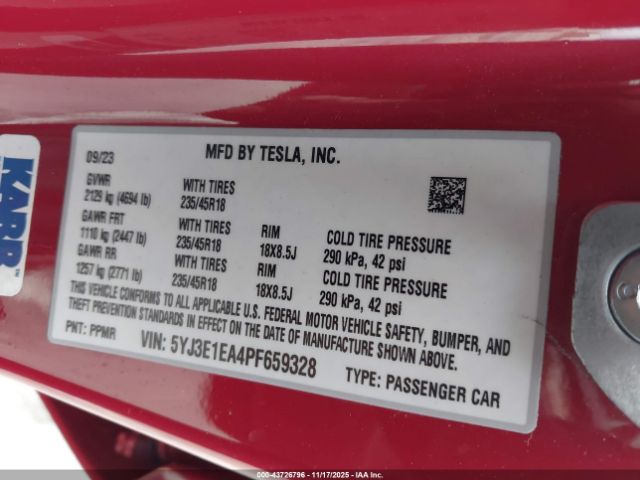 09/23 MFD BY TESLA, INC.
GVWR
2129 kg (4694 lb) WITH TIRES 235/45R18
GAWR FRT
1110 kg (2447 lb) WITH TIRES 235/45R18 RIM 18X8.5J COLD TIRE PRESSURE 290 kPa, 42 psi
GAWR RR
1257 kg (2771 lb) WITH TIRES 235/45R18 RIM 18X8.5J COLD TIRE PRESSURE 290 kPa, 42 psi
THIS VEHICLE CONFORMS TO ALL APPLICABLE U.S. FEDERAL MOTOR VEHICLE SAFETY, BUMPER, AND
THEFT PREVENTION STANDARDS IN EFFECT ON THE DATE OF MANUFACTURE SHOWN ABOVE.
PNT: PPMR VIN: 5YJ3E1EA4PF659328 TYPE: PASSENGER CAR
KARR™
000-43726796 - 11/17/2025 - IAA Inc.